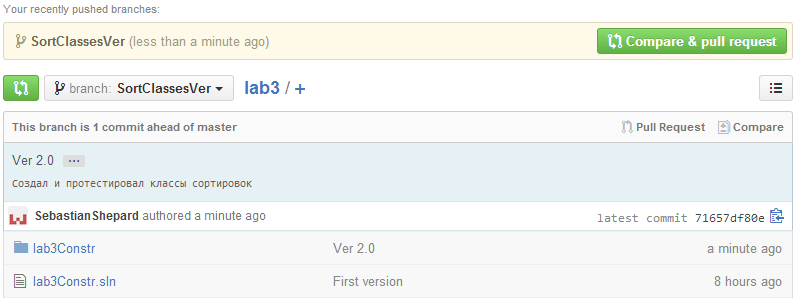 Your recently pushed branches:
SortClassesVer (less than a minute ago) Compare & pull request
branch: SortClassesVer lab3 / +
This branch is 1 commit ahead of master Pull Request Compare
Ver 2.0 ...
Создал и протестировал классы сортировок
SebastianShepard authored a minute ago latest commit 71657df80e
lab3Constr Ver 2.0 a minute ago
lab3Constr.sln First version 8 hours ago